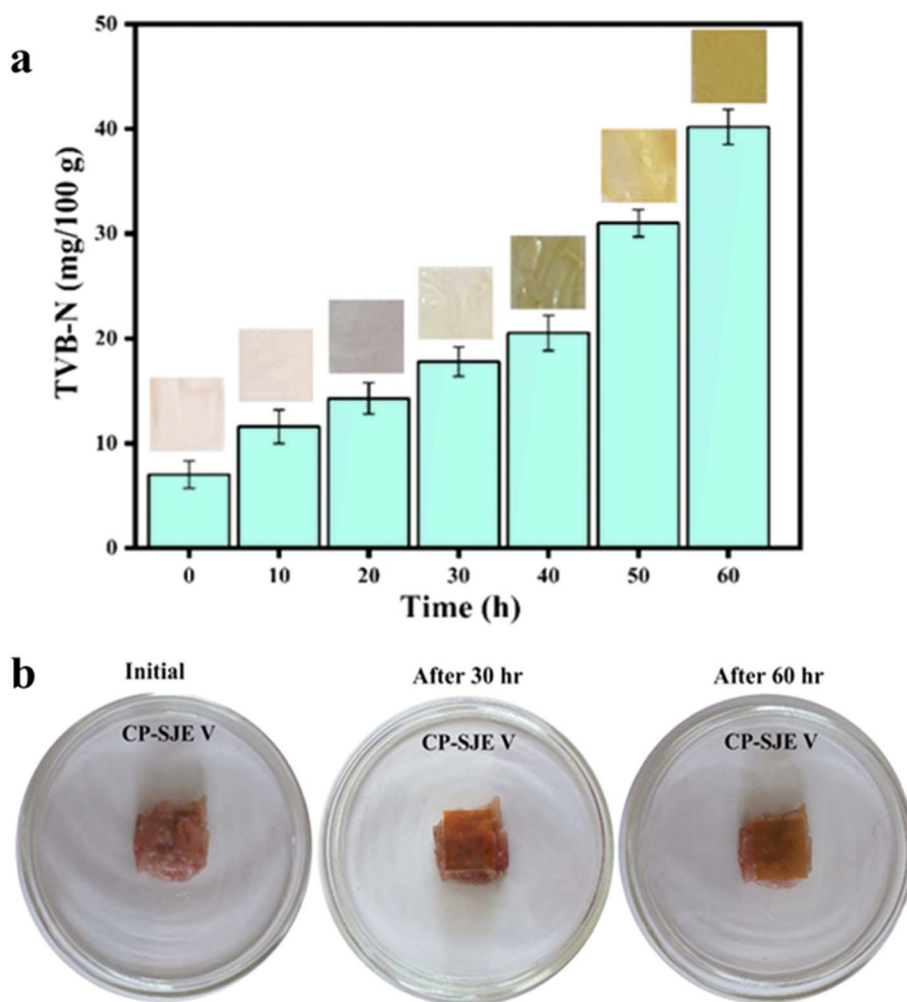 a
50
40
30
20
10
0
TVB-N (mg/100 g)
0 10 20 30 40 50 60
Time (h)
b
Initial After 30 hr After 60 hr
CP-SJE V CP-SJE V CP-SJE V